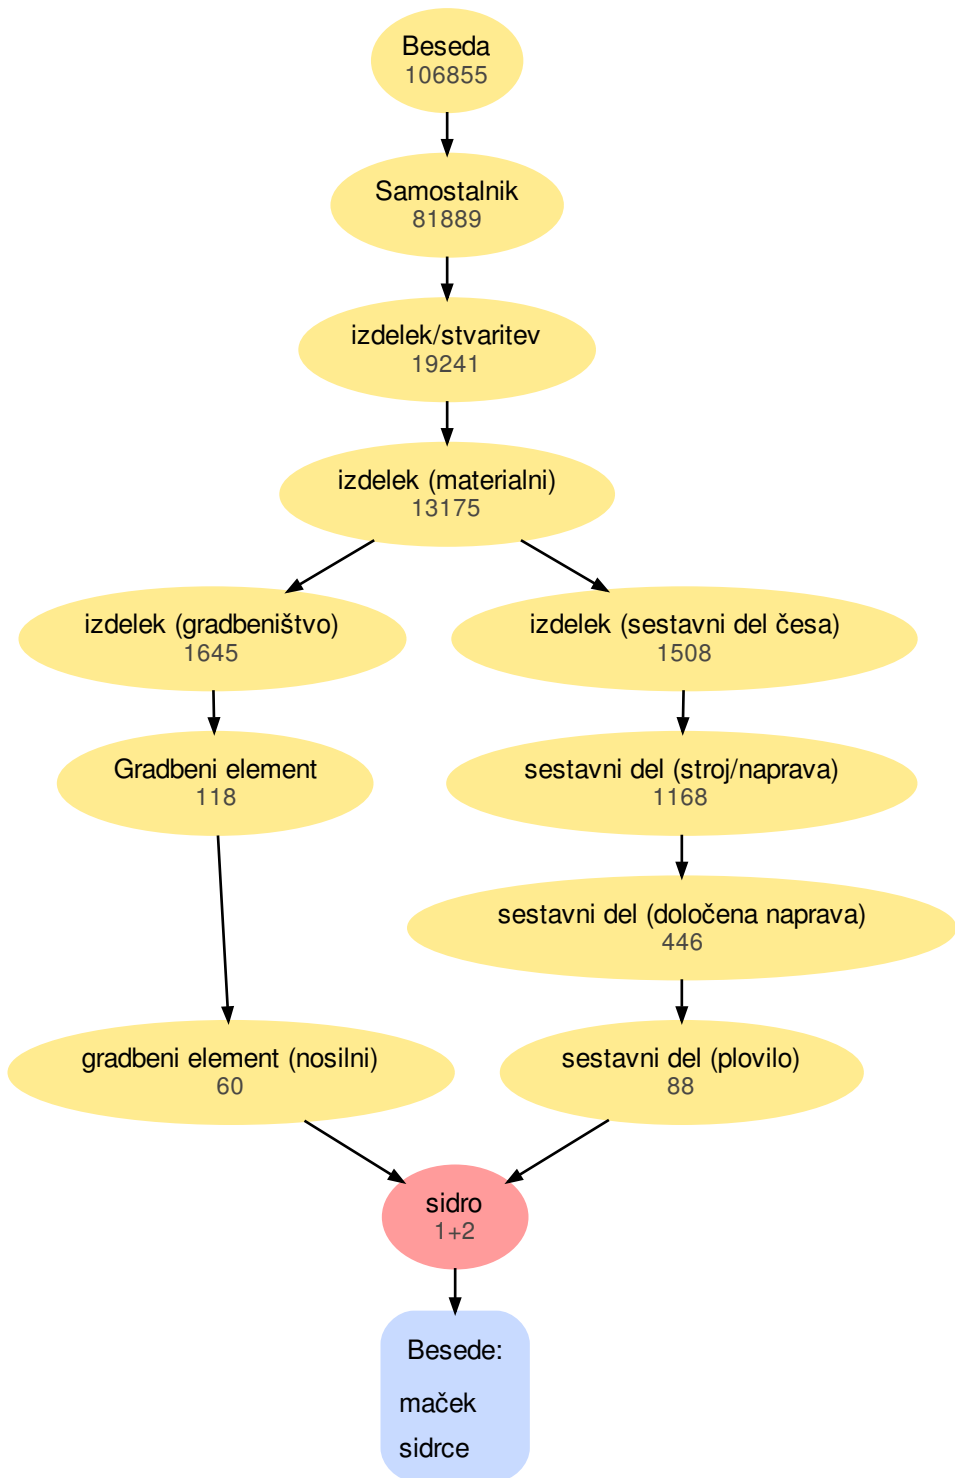 Beseda
106855
Samostalnik
81889
izdelek/stvaritev
19241
izdelek (materialni)
13175
izdelek (gradbeništvo)
1645
izdelek (sestavni del česa)
1508
Gradbeni element
118
sestavni del (stroj/naprava)
1168
sestavni del (določena naprava)
446
gradbeni element (nosilni)
60
sestavni del (plovilo)
88
sidro
1+2
Besede:
maček
sidrce